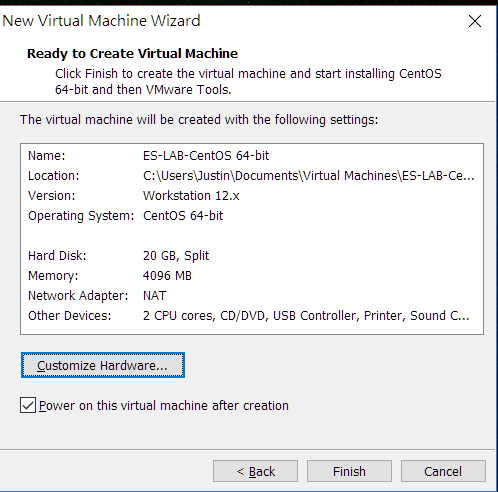 New Virtual Machine Wizard
Ready to Create Virtual Machine
Click Finish to create the virtual machine and start installing CentOS
64-bit and then VMware Tools.
The virtual machine will be created with the following settings:
Name: ES-LAB-CentOS 64-bit
Location: C:\Users\Justin\Documents\Virtual Machines\ES-LAB-Ce...
Version: Workstation 12.x
Operating System: CentOS 64-bit
Hard Disk: 20 GB, Split
Memory: 4096 MB
Network Adapter: NAT
Other Devices: 2 CPU cores, CD/DVD, USB Controller, Printer, Sound C...
Customize Hardware...
Power on this virtual machine after creation
< Back Finish Cancel